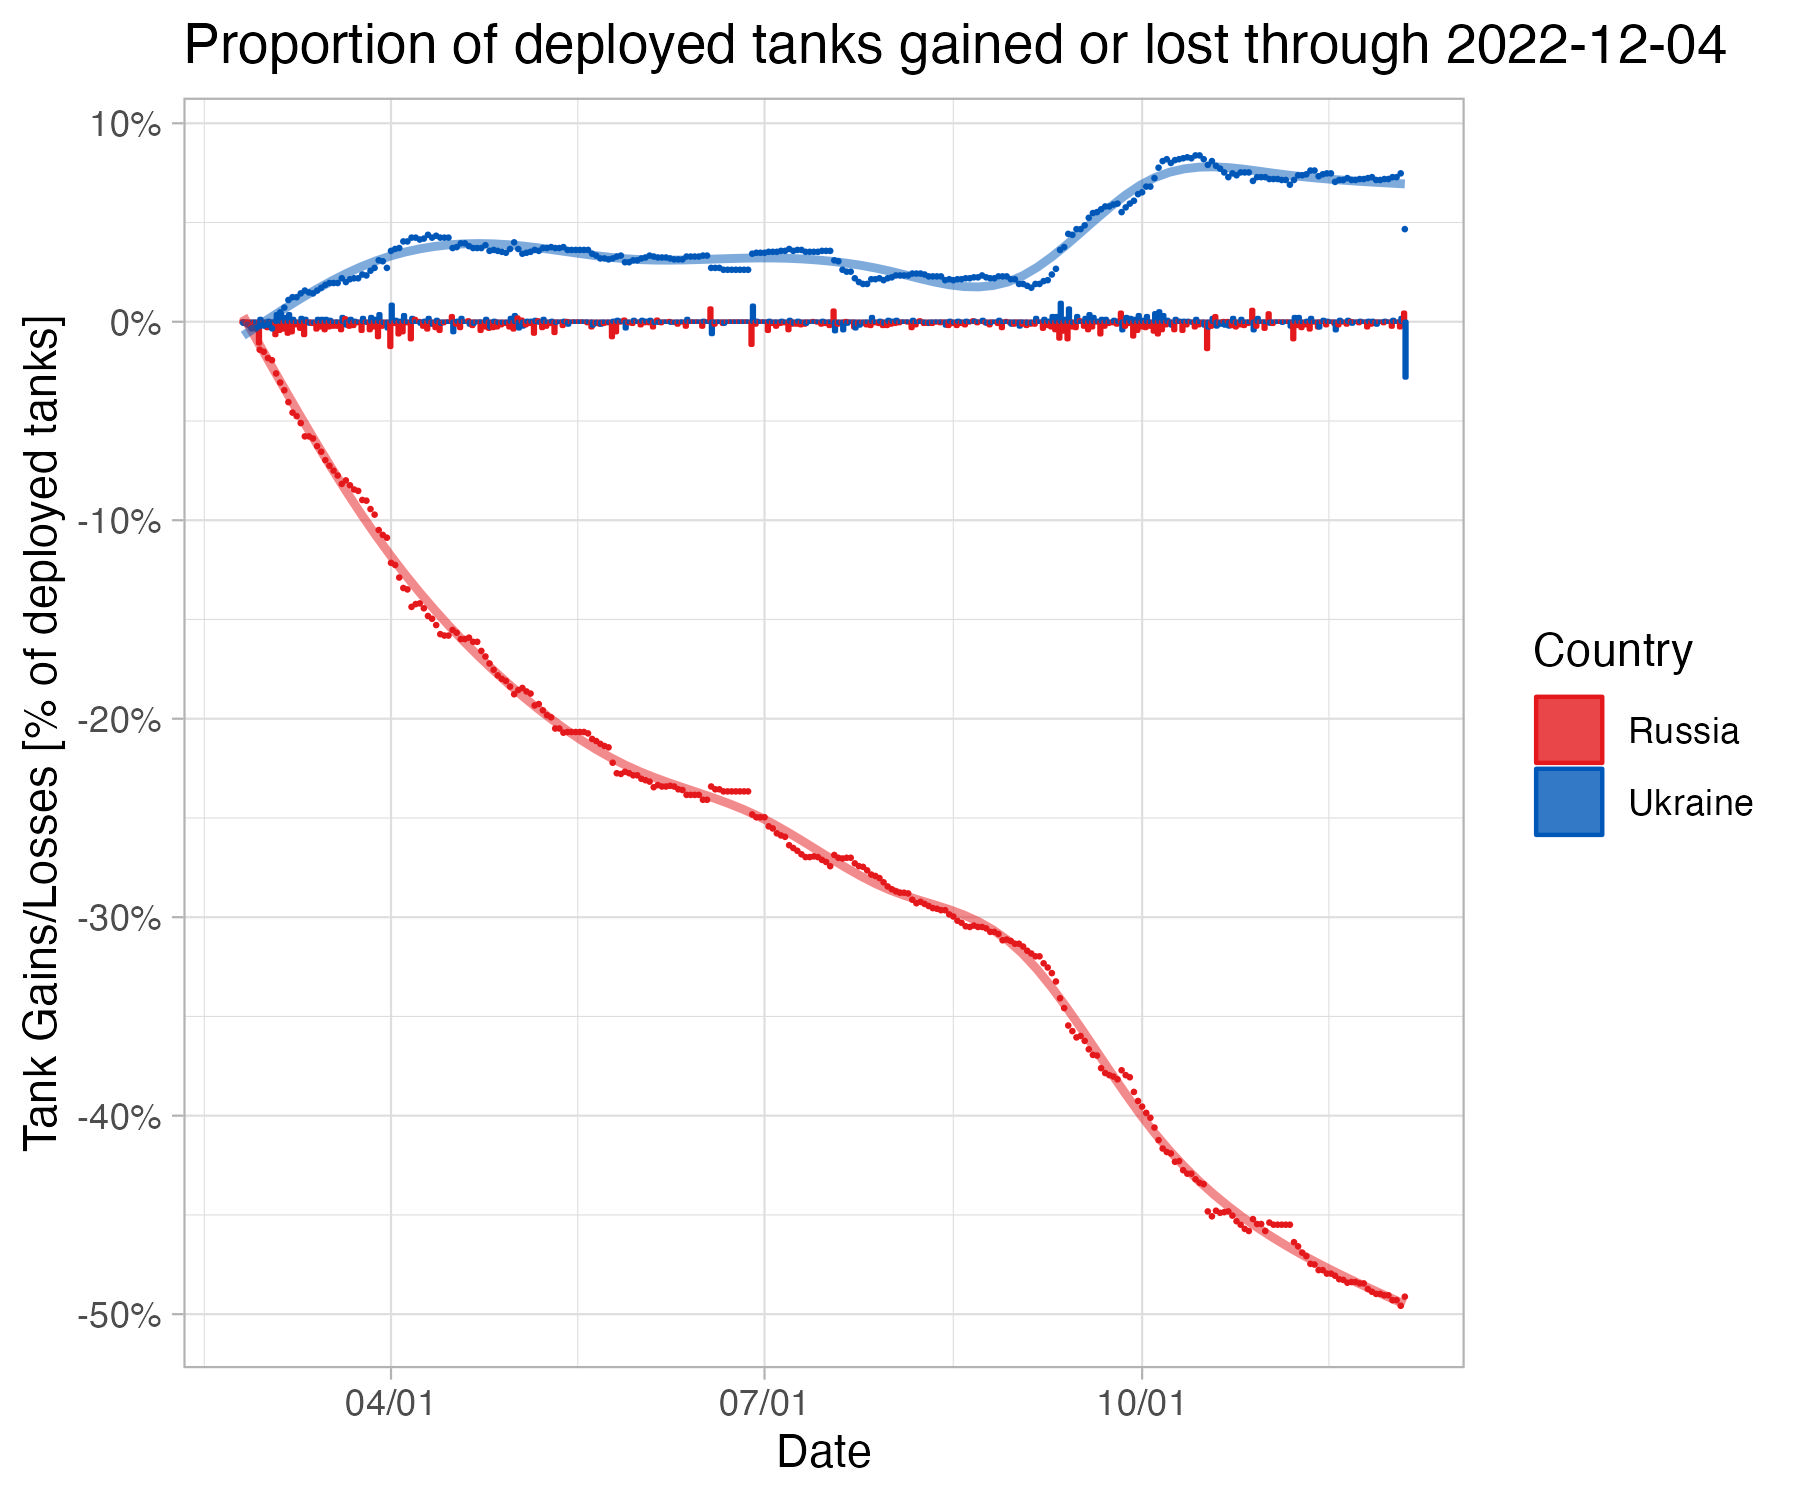 Proportion of deployed tanks gained or lost through 2022-12-04
Tank Gains/Losses [% of deployed tanks]
10%
0%
-10%
-20%
-30%
-40%
-50%
04/01
07/01
10/01
Date
Country
Russia
Ukraine